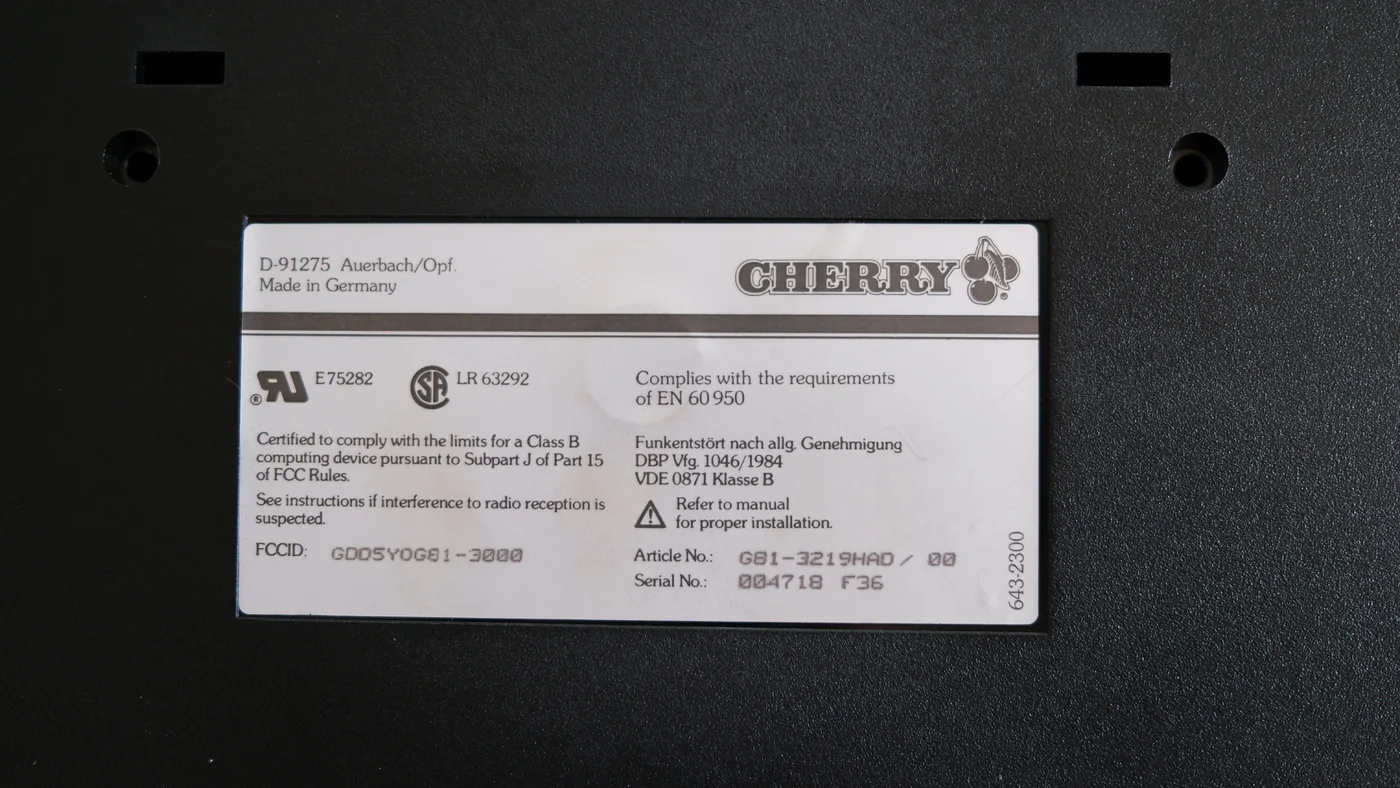 D-91275 Auerbach/Opf.
Made in Germany
CHERRY
®
® E 75282
SA LR 63292
Complies with the requirements
of EN 60 950
Certified to comply with the limits for a Class B
computing device pursuant to Subpart J of Part 15
of FCC Rules.
See instructions if interference to radio reception is
suspected.
FCCID: GDD5YOG81-3000
Funkentstört nach allg. Genehmigung
DBP Vfg. 1046/1984
VDE 0871 Klasse B
Refer to manual
for proper installation.
Article No.: G81-3219HAD / 00
Serial No.: 004718 F36
643-2300